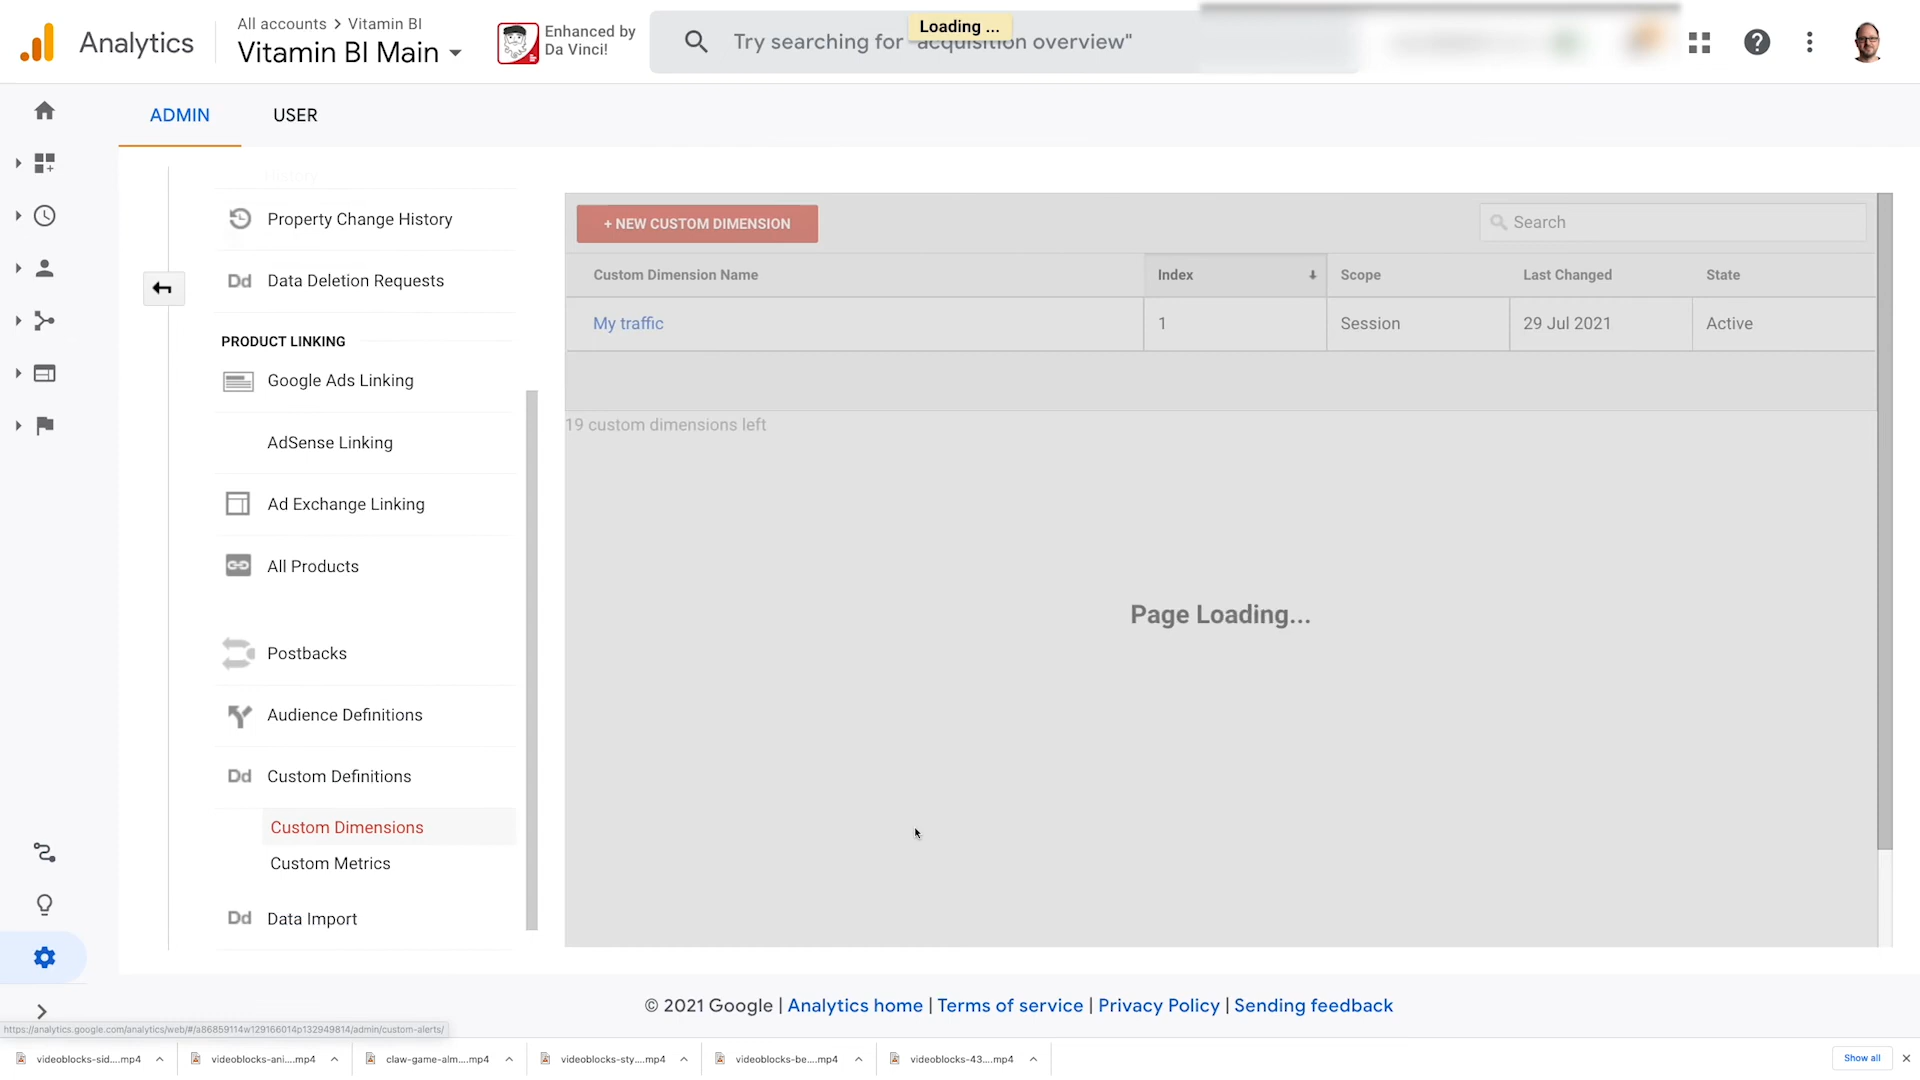 Analytics
All accounts > Vitamin BI
Vitamin BI Main
Enhanced by
Da Vinci!
Try searching for "acquisition overview"
Loading ...
ADMIN
USER
History
Property Change History
Dd Data Deletion Requests
PRODUCT LINKING
Google Ads Linking
AdSense Linking
Ad Exchange Linking
All Products
Postbacks
Audience Definitions
Dd Custom Definitions
Custom Dimensions
Custom Metrics
Dd Data Import
+ NEW CUSTOM DIMENSION
Search
Custom Dimension Name
Index
Scope
Last Changed
State
My traffic
1
Session
29 Jul 2021
Active
19 custom dimensions left
Page Loading...
© 2021 Google | Analytics home | Terms of service | Privacy Policy | Sending feedback
https://analytics.google.com/analytics/web/#/a86859114w129166014p132949814/admin/custom-alerts/
videoblocks-sid....mp4
videoblocks-ani....mp4
claw-game-alm....mp4
videoblocks-sty....mp4
videoblocks-be....mp4
videoblocks-43....mp4
Show all